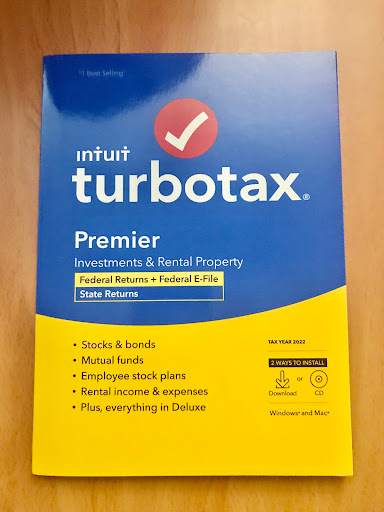 #1 Best Selling
intuit
turbotax®
Premier
Investments & Rental Property
Federal Returns + Federal E-File
State Returns
• Stocks & bonds
• Mutual funds
• Employee stock plans
• Rental income & expenses
• Plus, everything in Deluxe
TAX YEAR 2022
2 WAYS TO INSTALL
or
Download
CD
Windows® and Mac®